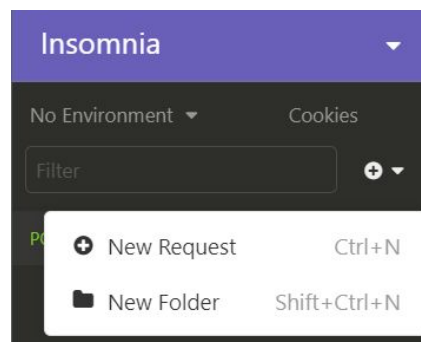 Insomnia
No Environment Cookies
Filter
New Request Ctrl+N
New Folder Shift+Ctrl+N